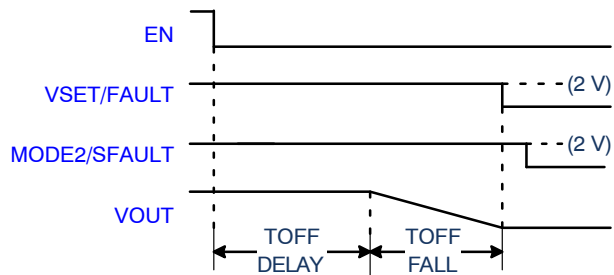 EN
VSET/FAULT
(2 V)
MODE2/SFAULT
(2 V)
VOUT
TOFF
DELAY
TOFF
FALL